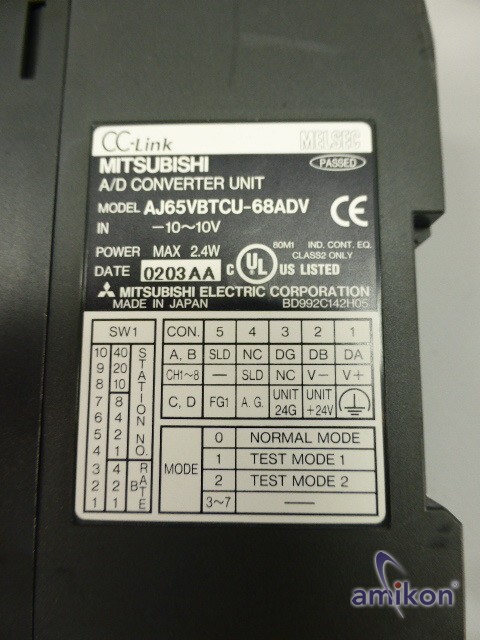 CC-Link MELSEC
MITSUBISHI PASSED
A/D CONVERTER UNIT
MODEL AJ65VBTCU-68ADV CE
IN −10~10V
POWER MAX 2.4W 80M1 IND. CONT. EQ.
CLASS2 ONLY
DATE 0203AA C UL US LISTED
MITSUBISHI ELECTRIC CORPORATION
MADE IN JAPAN BD992C142H05
SW1 CON. 5 4 3 2 1
10 40 STATION NO. A, B SLD NC DG DB DA
9 20 CH1~8 — SLD NC V− V+
8 10 C, D FG1 A. G. UNIT 24G UNIT +24V
7 8
6 4
5 2
4 1
3 4 B RATE
2 2
1 1
MODE 0 NORMAL MODE
1 TEST MODE 1
2 TEST MODE 2
3~7 —
amikon®